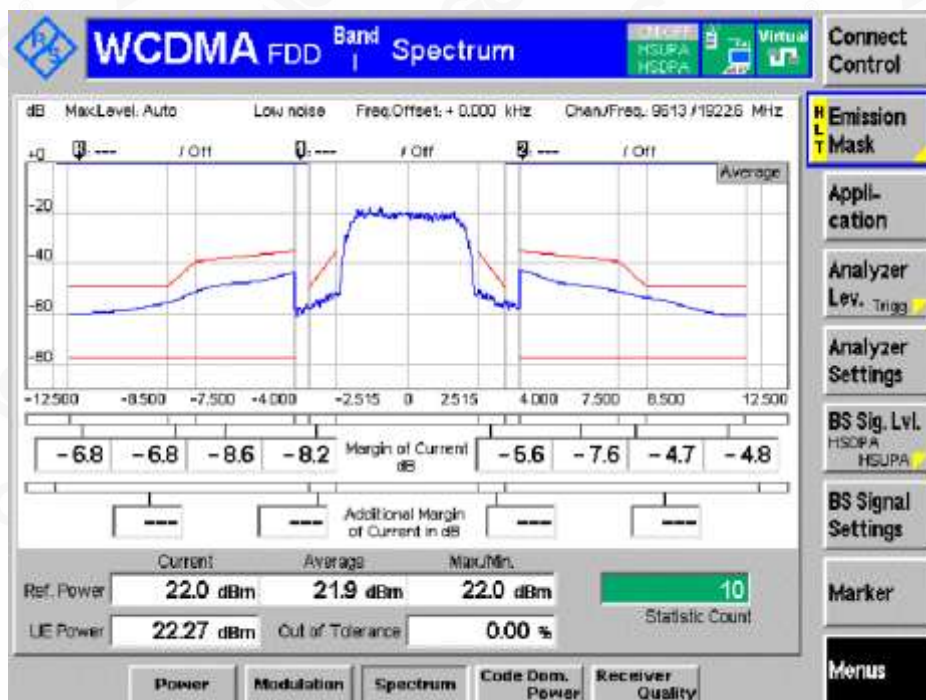 R S
WCDMA FDD Band I Spectrum
HSUPA
HSDPA
Virtual
Connect
Control
dB Max.Level: Auto Low noise Freq.Offset: + 0.000 kHz Chan./Freq.: 9613 /1922.6 MHz
HLT
Emission
Mask
+0 --- / Off --- / Off 2: --- / Off
Average
Appli-
cation
-20
-40
-60
-80
Analyzer
Lev. Trigg
Analyzer
Settings
-12.500 -8.500 -7.500 -4.000 -2.515 0 2.515 4.000 7.500 8.500 12.500
BS Sig. Lvl.
HSDPA
HSUPA
-6.8 -6.8 -8.6 -8.2 Margin of Current dB -5.6 -7.6 -4.7 -4.8
--- --- Additional Margin of Current in dB --- ---
BS Signal
Settings
Current Average Max./Min.
Ref. Power 22.0 dBm 21.9 dBm 22.0 dBm 10
Statistic Count
UE Power 22.27 dBm Out of Tolerance 0.00 %
Marker
Menus
Power Modulation Spectrum Code Dom. Power Receiver Quality